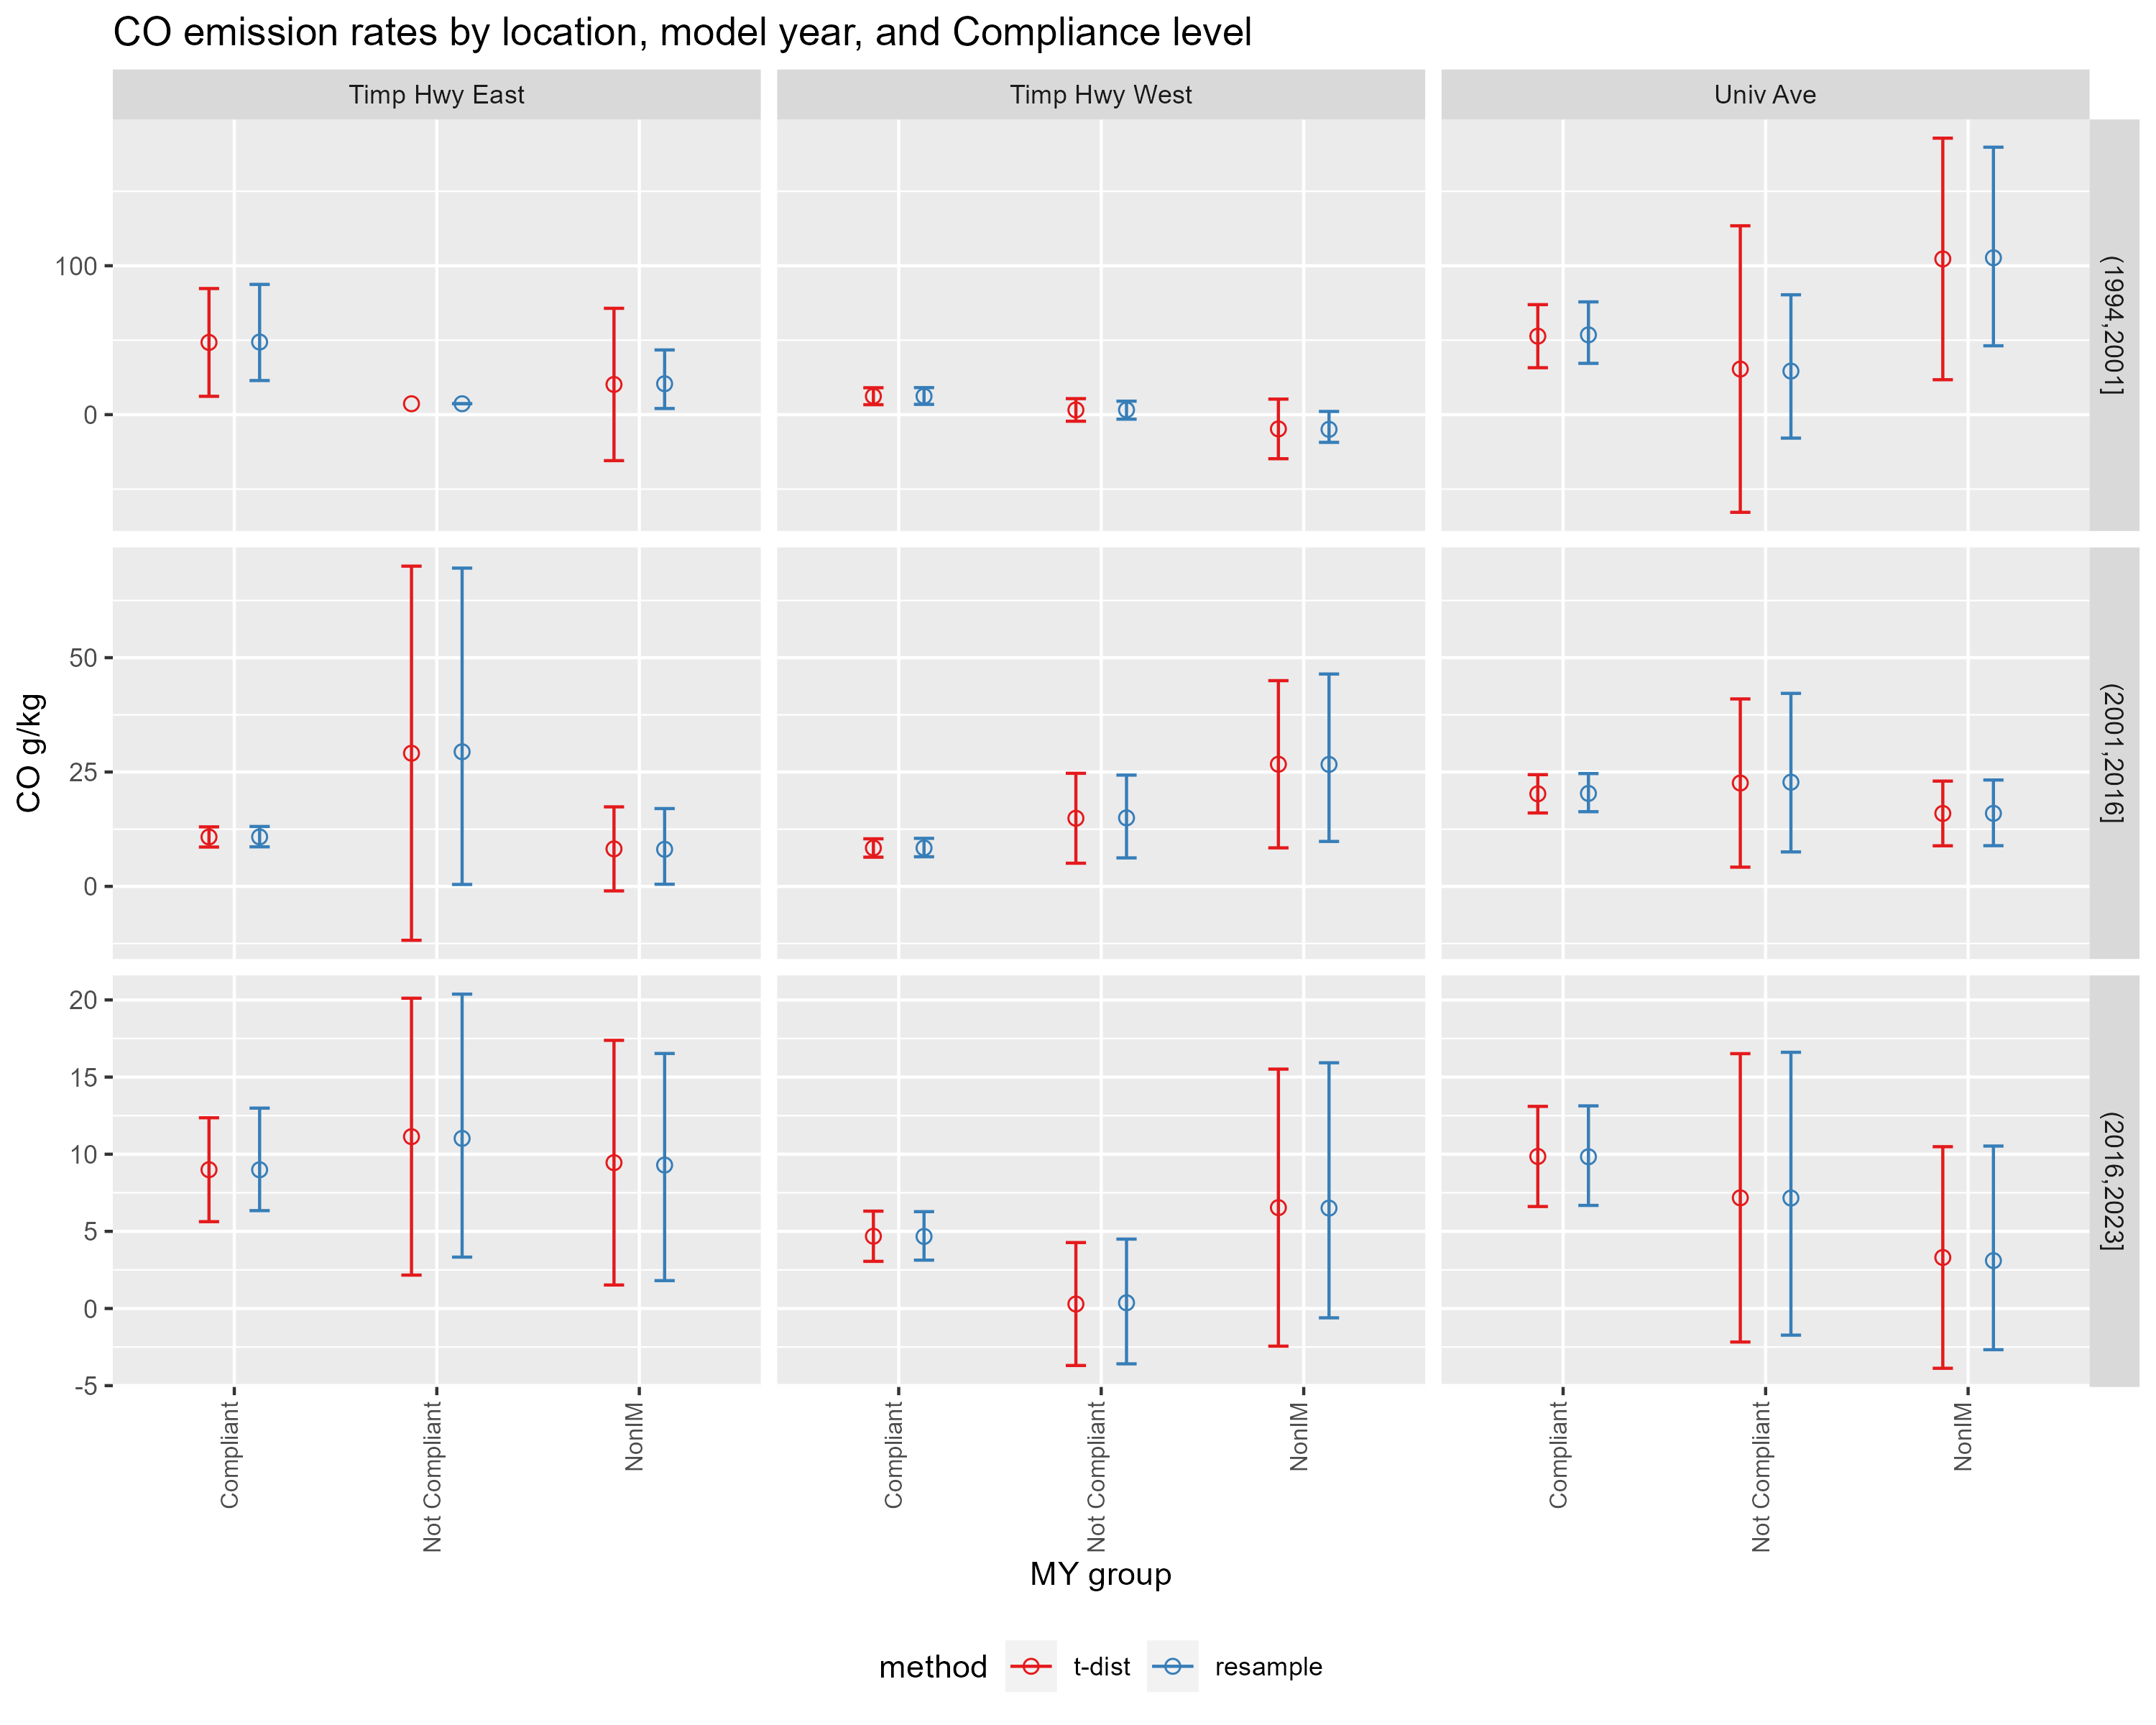 CO emission rates by location, model year, and Compliance level
Timp Hwy East
Timp Hwy West
Univ Ave
100
0
(1994,2001]
50
25
0
(2001,2016]
20
15
10
5
0
-5
(2016,2023]
CO g/kg
Compliant
Not Compliant
NonIM
Compliant
Not Compliant
NonIM
Compliant
Not Compliant
NonIM
MY group
method
t-dist
resample